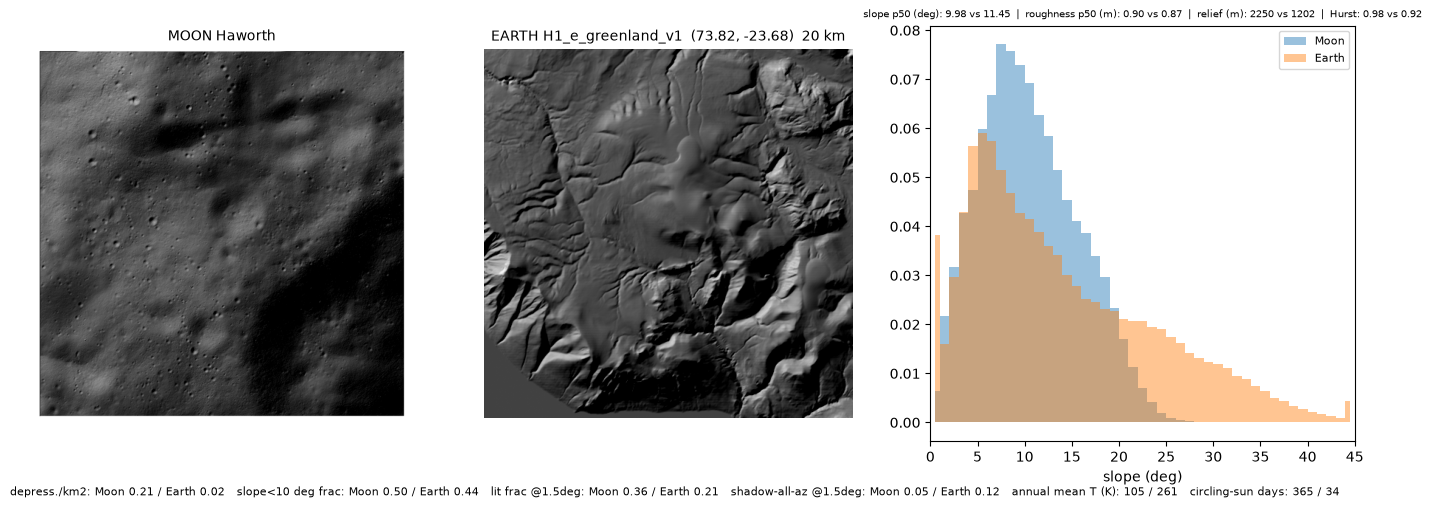 slope p50 (deg): 9.98 vs 11.45 | roughness p50 (m): 0.90 vs 0.87 | relief (m): 2250 vs 1202 | Hurst: 0.98 vs 0.92
MOON Haworth
EARTH H1_e_greenland_v1 (73.82, -23.68) 20 km
Moon
Earth
0.08
0.07
0.06
0.05
0.04
0.03
0.02
0.01
0.00
0 5 10 15 20 25 30 35 40 45
slope (deg)
depress./km2: Moon 0.21 / Earth 0.02 slope<10 deg frac: Moon 0.50 / Earth 0.44 lit frac @1.5deg: Moon 0.36 / Earth 0.21 shadow-all-az @1.5deg: Moon 0.05 / Earth 0.12 annual mean T (K): 105 / 261 circling-sun days: 365 / 34